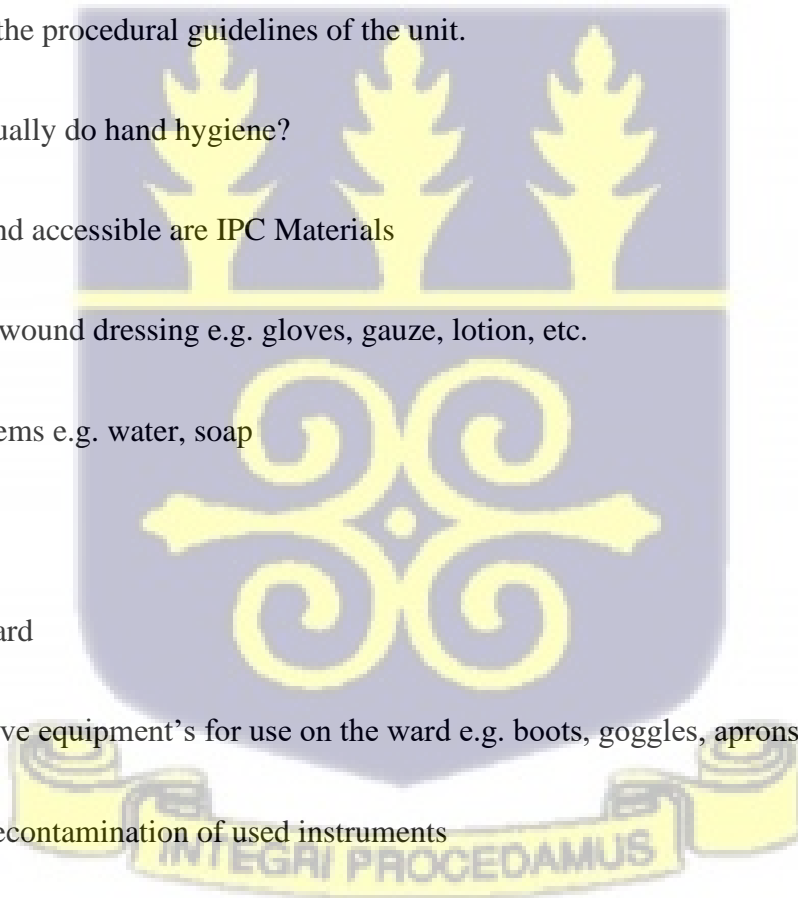 the procedural guidelines of the unit.
ually do hand hygiene?
nd accessible are IPC Materials
wound dressing e.g. gloves, gauze, lotion, etc.
ems e.g. water, soap
ard
ve equipment’s for use on the ward e.g. boots, goggles, aprons
econtamination of used instruments
INTEGRI PROCEDAMUS